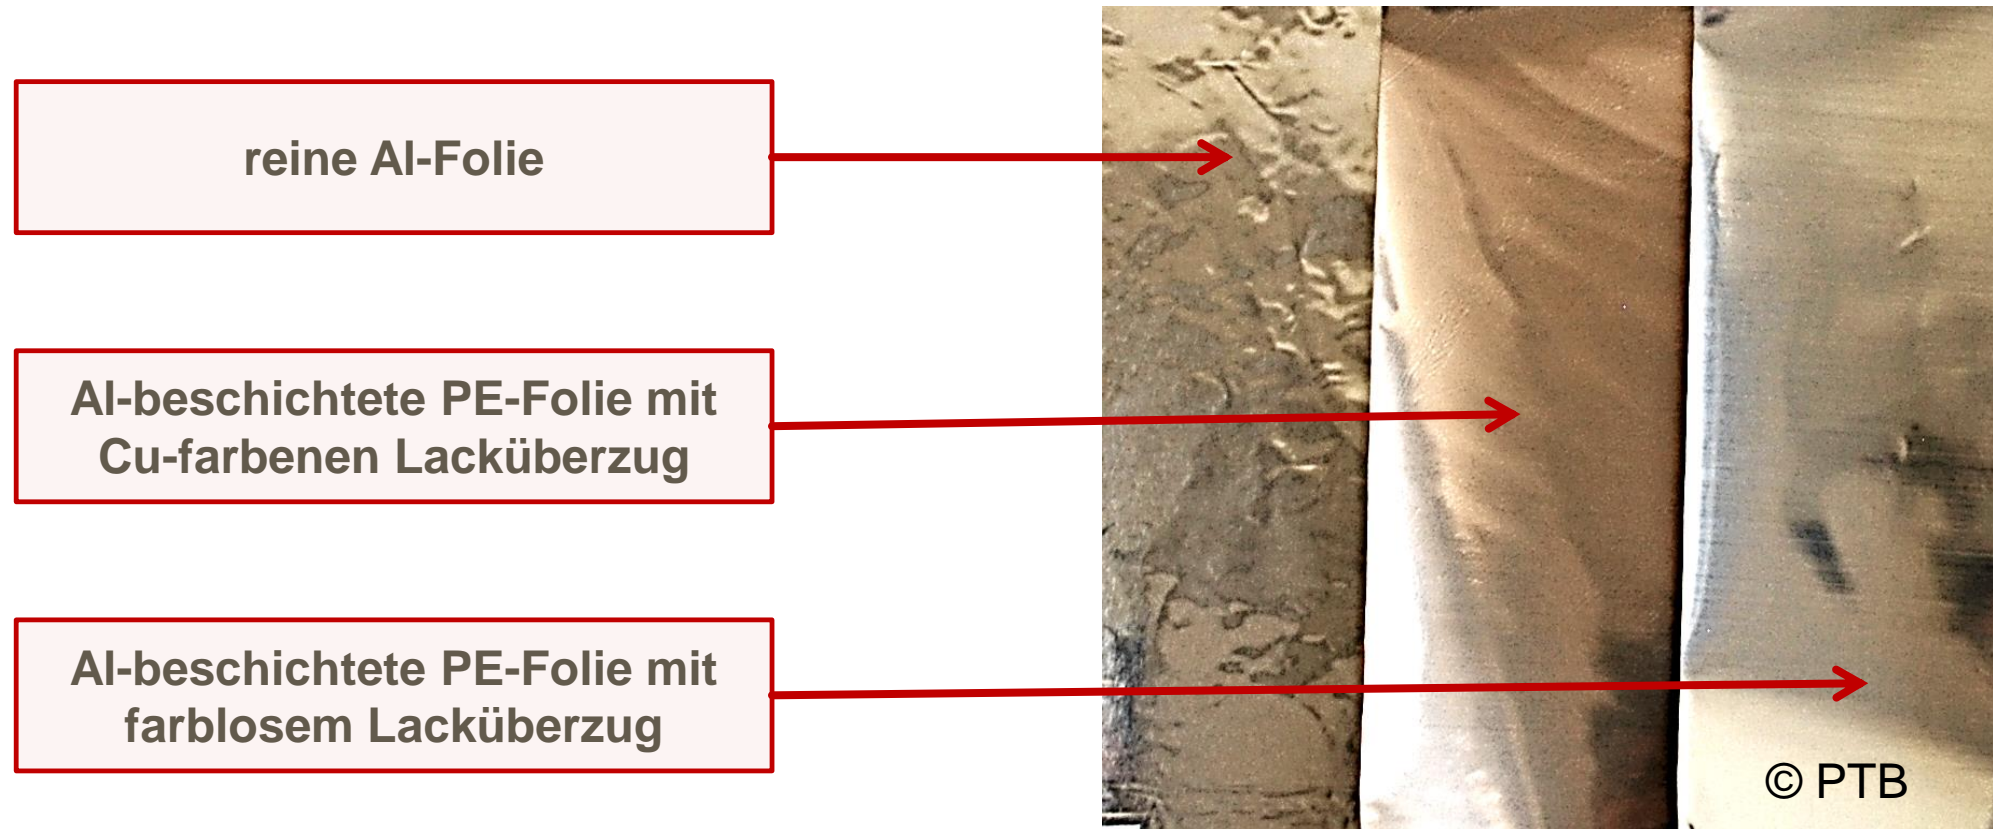 reine Al-Folie
Al-beschichtete PE-Folie mit
Cu-farbenen Lacküberzug
Al-beschichtete PE-Folie mit
farblosem Lacküberzug
© PTB